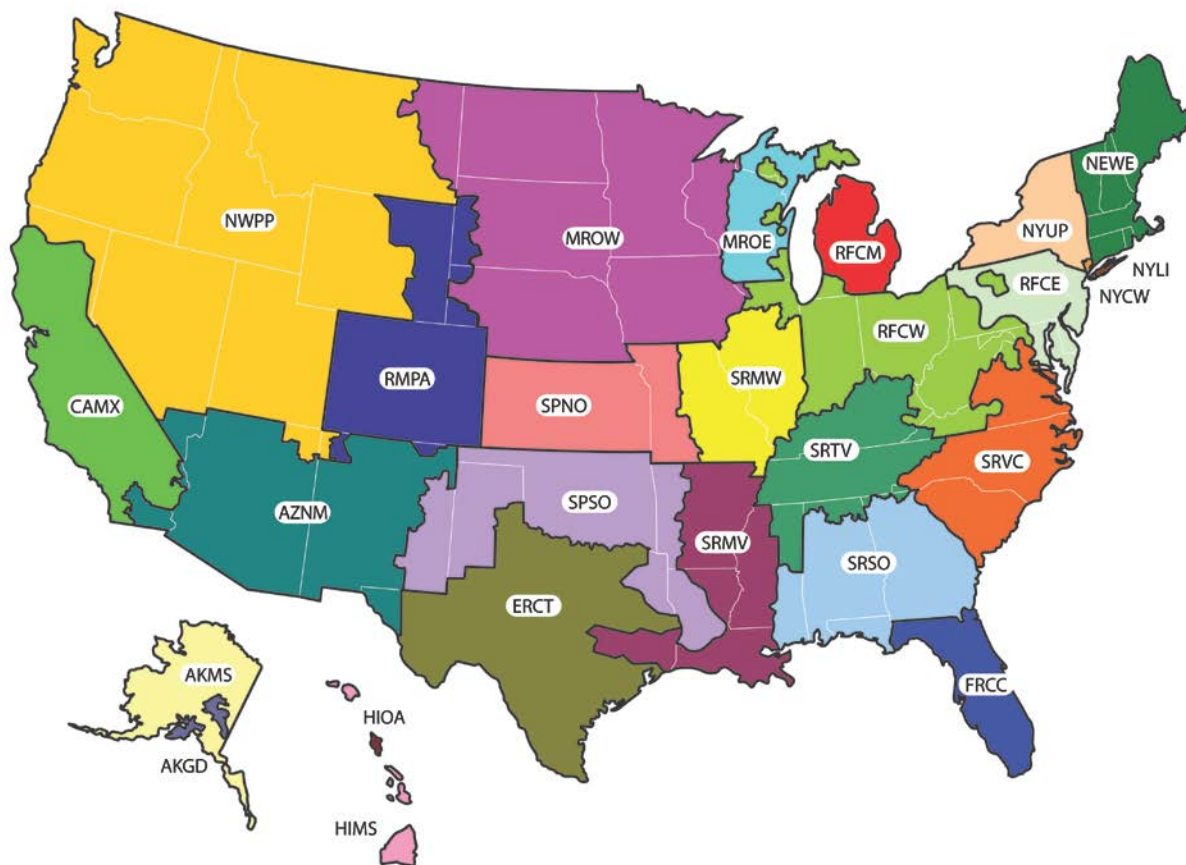 NEWE
NWPP
NYUP
MROW
MROE
RFCM
NYLI
RFCE
NYCW
RFCW
RMPA
SRMW
CAMX
SPNO
SRTV
SRVC
AZNM
SPSO
SRMV
SRSO
ERCT
AKMS
FRCC
HIOA
AKGD
HIMS